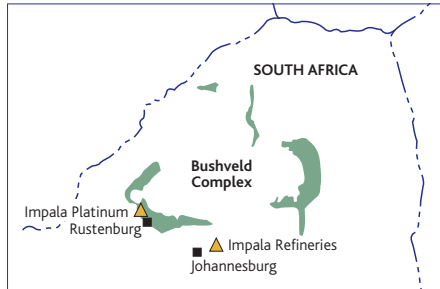 SOUTH AFRICA
Bushveld
Complex
Impala Platinum
Rustenburg
Impala Refineries
Johannesburg